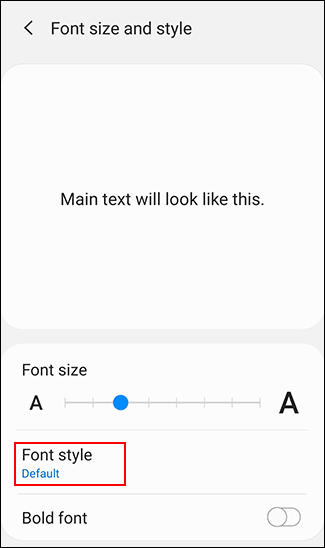 Font size and style
Main text will look like this.
Font size
A A
Font style
Default
Bold font